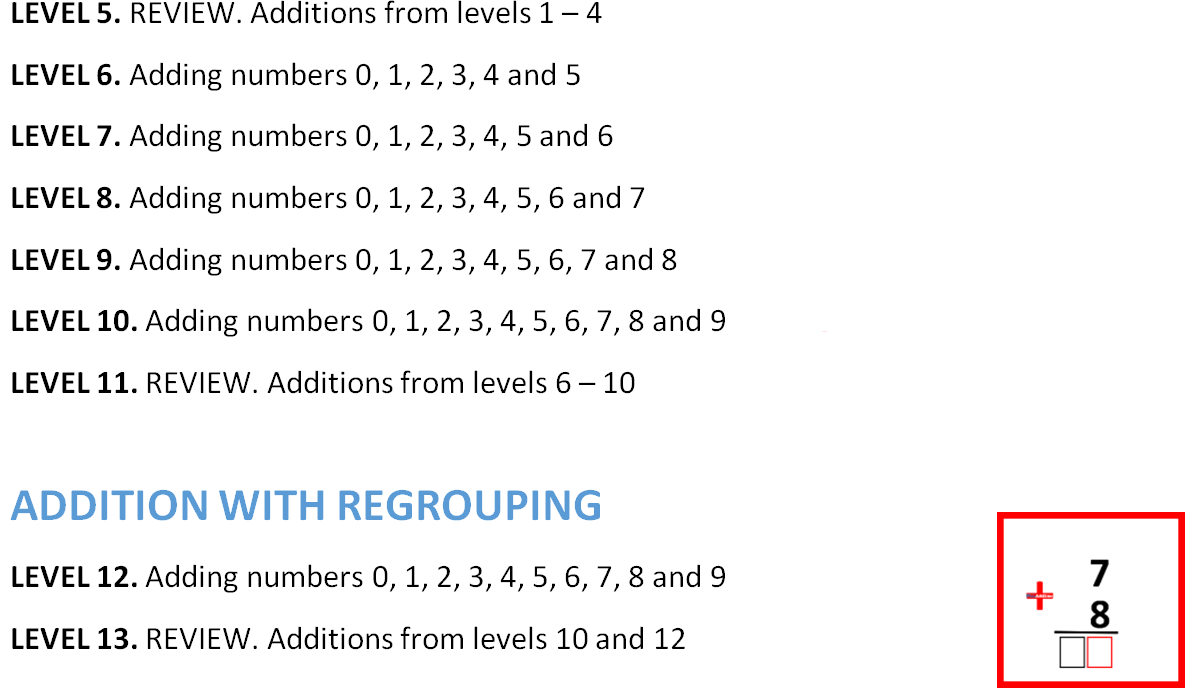 LEVEL 5. REVIEW. Additions from levels 1 – 4
LEVEL 6. Adding numbers 0, 1, 2, 3, 4 and 5
LEVEL 7. Adding numbers 0, 1, 2, 3, 4, 5 and 6
LEVEL 8. Adding numbers 0, 1, 2, 3, 4, 5, 6 and 7
LEVEL 9. Adding numbers 0, 1, 2, 3, 4, 5, 6, 7 and 8
LEVEL 10. Adding numbers 0, 1, 2, 3, 4, 5, 6, 7, 8 and 9
LEVEL 11. REVIEW. Additions from levels 6 – 10
ADDITION WITH REGROUPING
LEVEL 12. Adding numbers 0, 1, 2, 3, 4, 5, 6, 7, 8 and 9
LEVEL 13. REVIEW. Additions from levels 10 and 12
7
+ 8